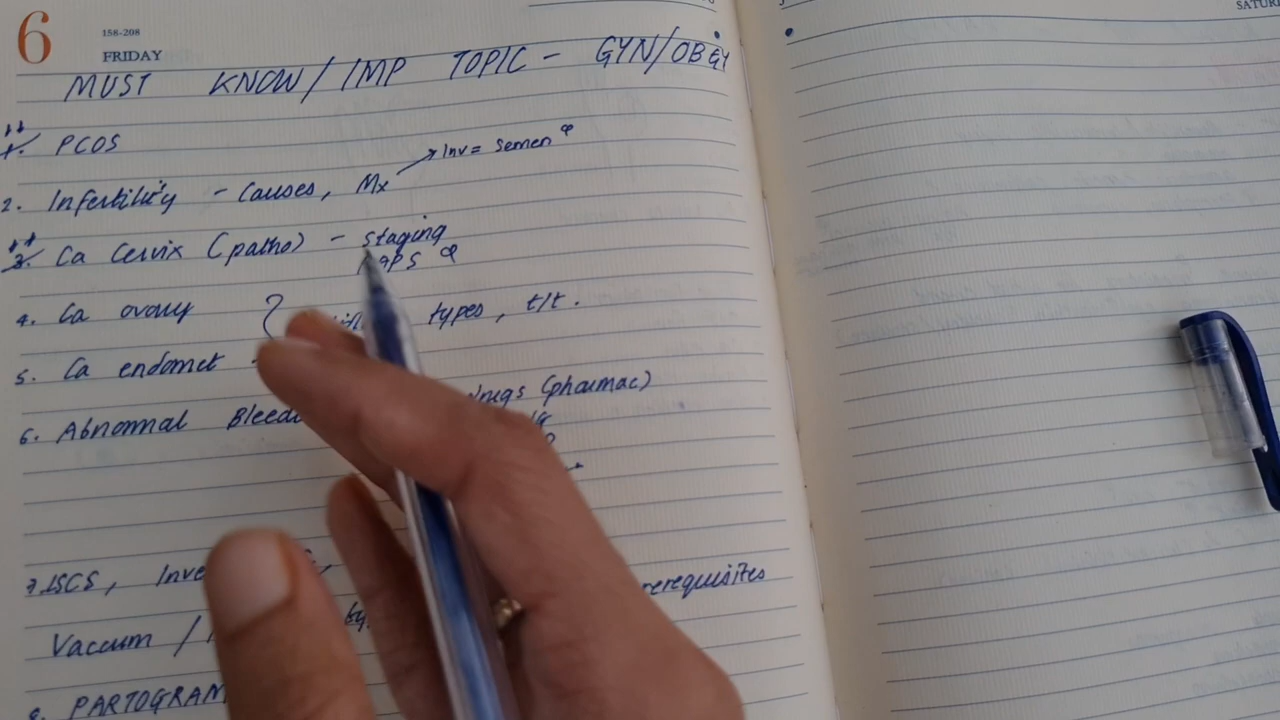 6
158-208
FRIDAY
SATUR
MUST KNOW/IMP TOPIC - GYN/OBGY
1. PCOS
2. Infertility - Causes, Mx → Inv = Semen
3. Ca Cervix (patho) - staging
PAPS
4. Ca ovary
types, t/t.
5. Ca endomet
6. Abnormal Bleed
Drugs (pharmac)
7. LSCS, Inve
prerequisites
Vaccum /
8. PARTOGRAM